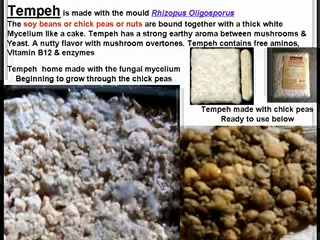 Tempeh is made with the mould Rhizopus Oligosporus
The soy beans or chick peas or nuts are bound together with a thick white
Mycelium like a cake. Tempeh has a strong earthy aroma between mushrooms &
Yeast. A nutty flavor with mushroom overtones. Tempeh contains free aminos,
Vitamin B12 & enzymes
Tempeh home made with the fungal mycelium
Beginning to grow through the chick peas
Tempeh made with chick peas
Ready to use below